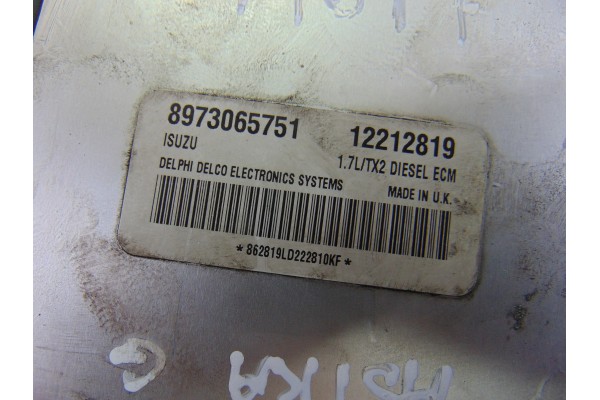 8973065751 12212819
ISUZU 1.7L/TX2 DIESEL ECM
DELPHI DELCO ELECTRONICS SYSTEMS MADE IN U.K.
*862819LD222810KF*